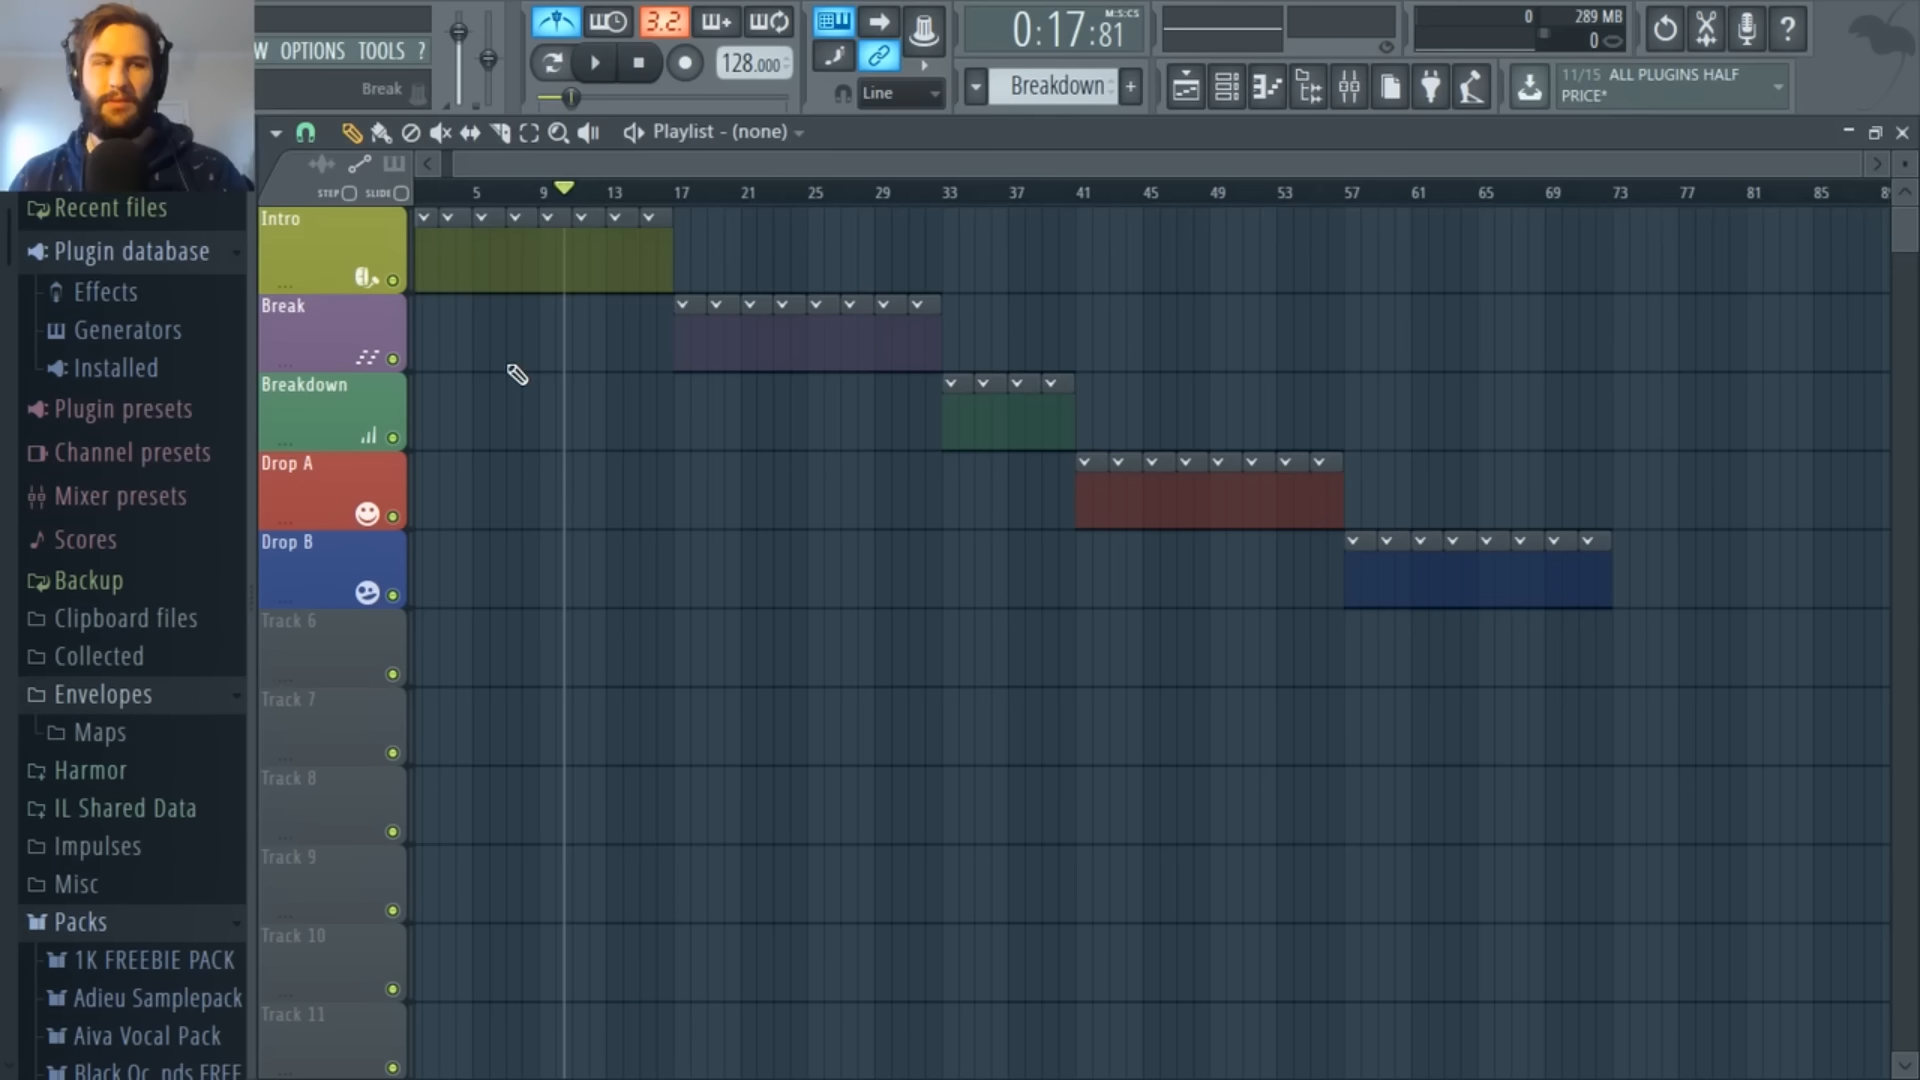 W OPTIONS TOOLS ?
Break
3.2.
128.000
Line
0:17:81
M:S:CS
Breakdown
0
289 MB
0
11/15 ALL PLUGINS HALF
PRICE*
Playlist - (none)
STEP
SLIDE
5 9 13 17 21 25 29 33 37 41 45 49 53 57 61 65 69 73 77 81 85
Recent files
Plugin database
Effects
Generators
Installed
Plugin presets
Channel presets
Mixer presets
Scores
Backup
Clipboard files
Collected
Envelopes
Maps
Harmor
IL Shared Data
Impulses
Misc
Packs
1K FREEBIE PACK
Adieu Samplepack
Aiva Vocal Pack
Black Oc_nds FREE
Intro
Break
Breakdown
Drop A
Drop B
Track 6
Track 7
Track 8
Track 9
Track 10
Track 11